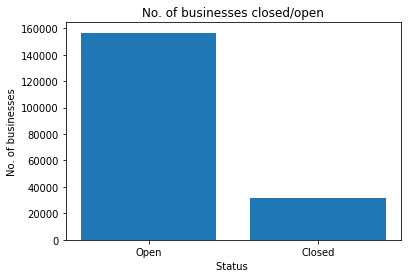 No. of businesses closed/open
No. of businesses
160000
140000
120000
100000
80000
60000
40000
20000
0
Open Closed
Status